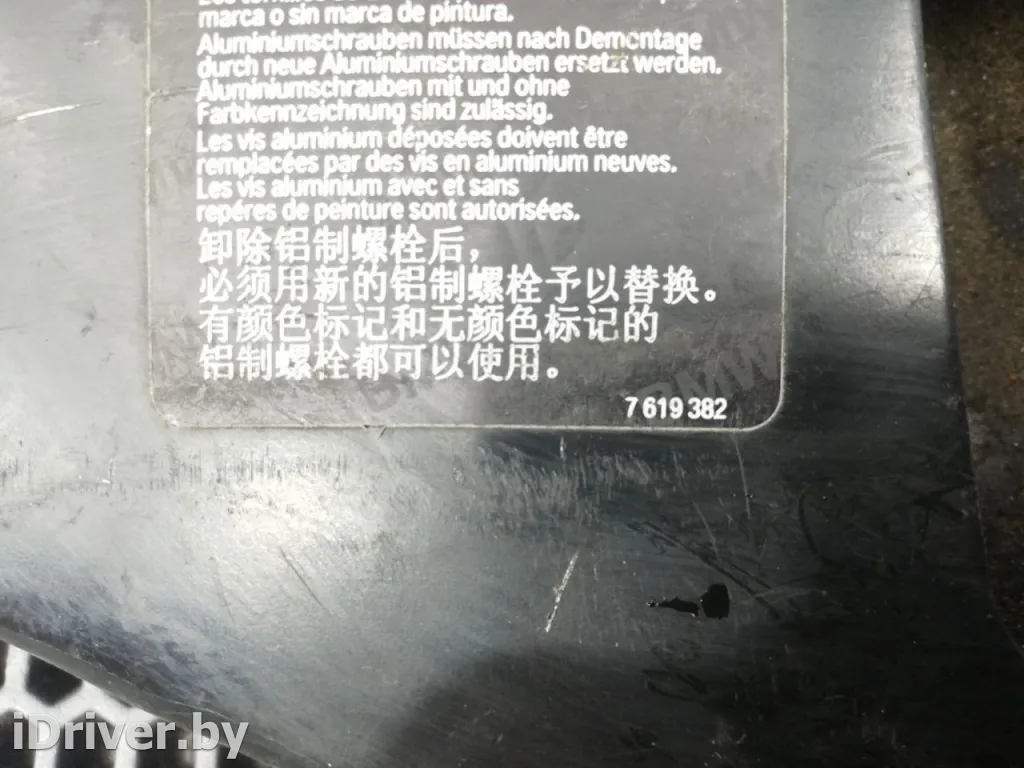 marca o sin marca de pintura.
Aluminiumschrauben müssen nach Demontage
durch neue Aluminiumschrauben ersetzt werden.
Aluminiumschrauben mit und ohne
Farbkennzeichnung sind zulässig.
Les vis aluminium déposées doivent être
remplacées par des vis en aluminium neuves.
Les vis aluminium avec et sans
repéres de peinture sont autorisées.
卸除铝制螺栓后，
必须用新的铝制螺栓予以替换。
有颜色标记和无颜色标记的
铝制螺栓都可以使用。
BMW
7 619 382
iDriver.by